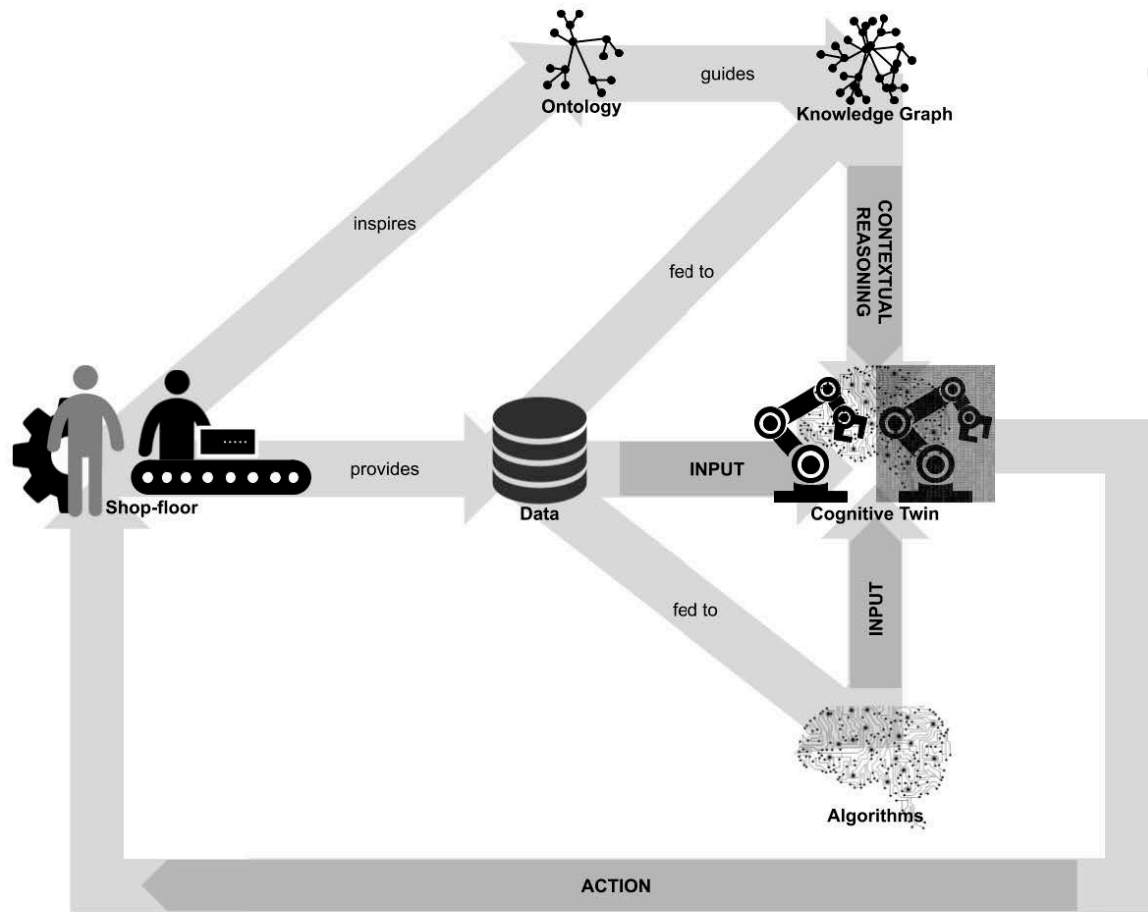 guides
Ontology
Knowledge Graph
CONTEXTUAL
REASONING
inspires
fed to
provides
INPUT
Shop-floor
Data
Cognitive Twin
fed to
INPUT
Algorithms
ACTION